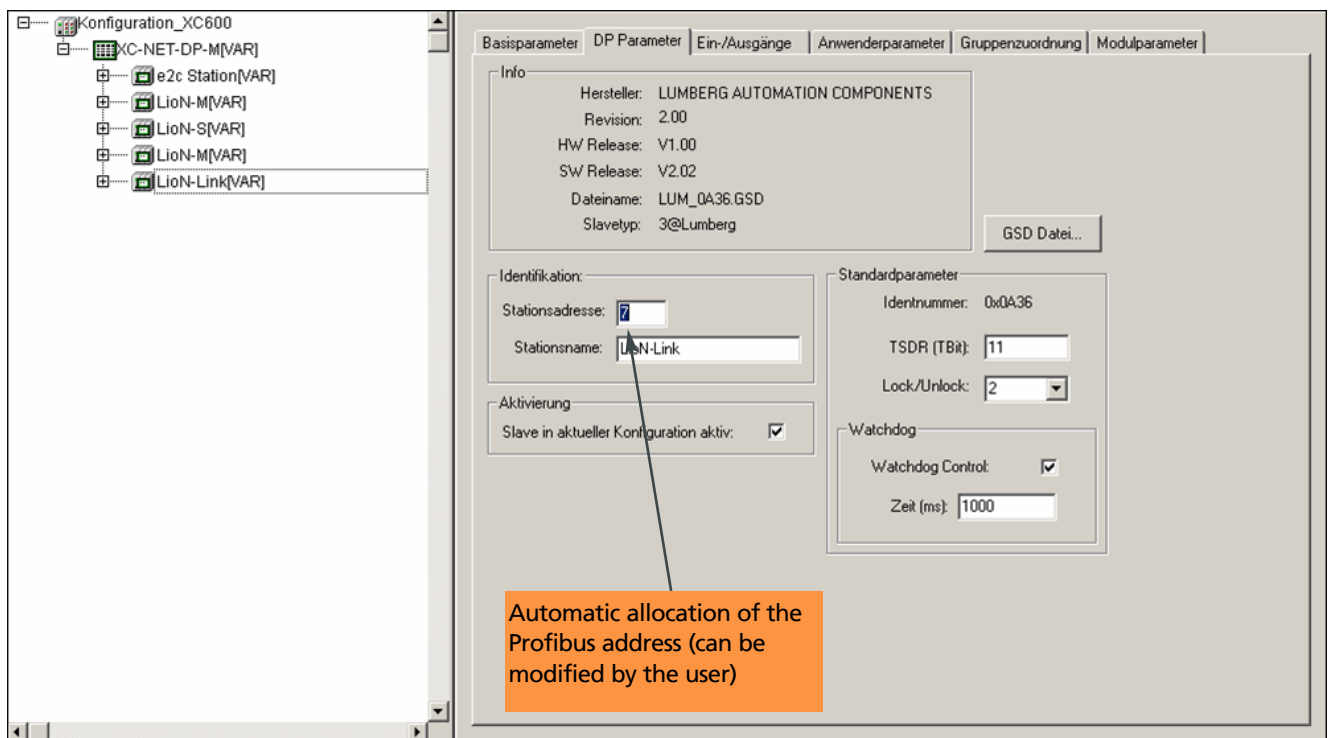 Konfiguration_XC600
XC-NET-DP-M[VAR]
e2c Station[VAR]
LioN-M[VAR]
LioN-S[VAR]
LioN-M[VAR]
LioN-Link[VAR]
Basisparameter DP Parameter Ein-/Ausgänge Anwenderparameter Gruppenzuordnung Modulparameter
Info
Hersteller: LUMBERG AUTOMATION COMPONENTS
Revision: 2.00
HW Release: V1.00
SW Release: V2.02
Dateiname: LUM_0A36.GSD
Slavetyp: 3@Lumberg
GSD Datei...
Identifikation:
Stationsadresse: 7
Stationsname: LioN-Link
Aktivierung
Slave in aktueller Konfiguration aktiv:
Standardparameter
Identnummer: 0x0A36
TSDR (TBit): 11
Lock/Unlock: 2
Watchdog
Watchdog Control:
Zeit (ms): 1000
Automatic allocation of the
Profibus address (can be
modified by the user)